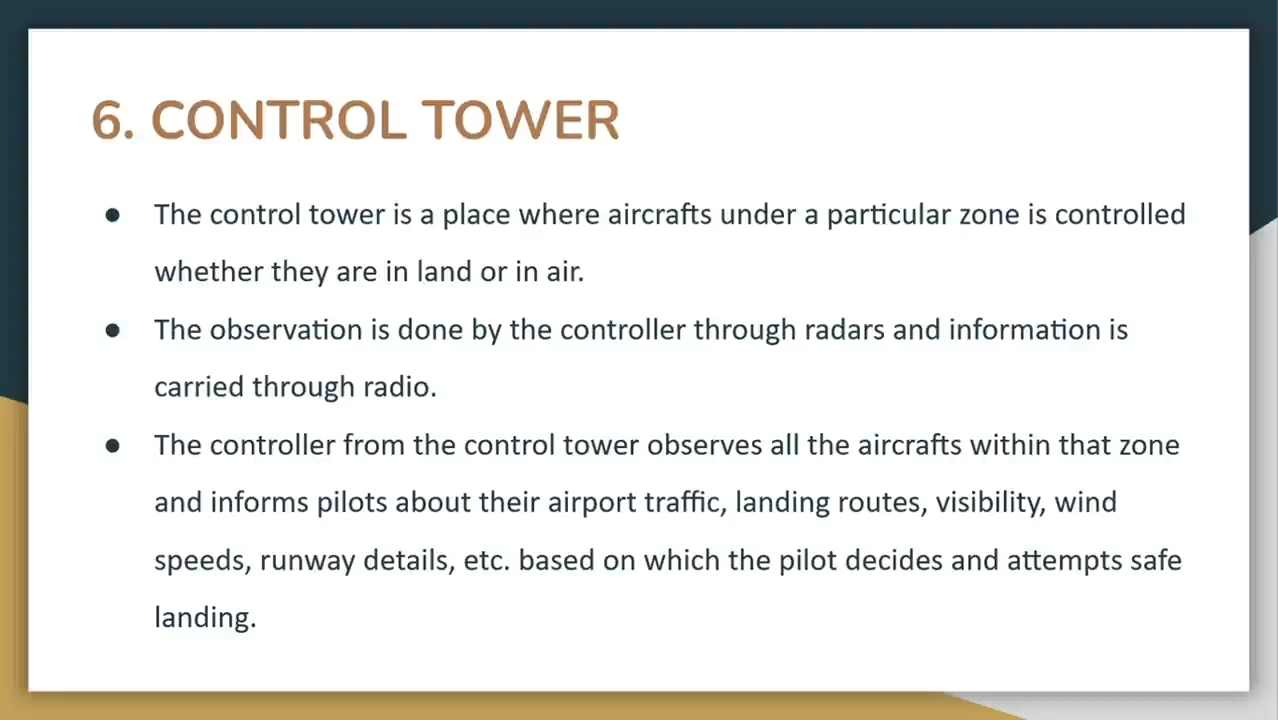 6. CONTROL TOWER
● The control tower is a place where aircrafts under a particular zone is controlled
whether they are in land or in air.
● The observation is done by the controller through radars and information is
carried through radio.
● The controller from the control tower observes all the aircrafts within that zone
and informs pilots about their airport traffic, landing routes, visibility, wind
speeds, runway details, etc. based on which the pilot decides and attempts safe
landing.